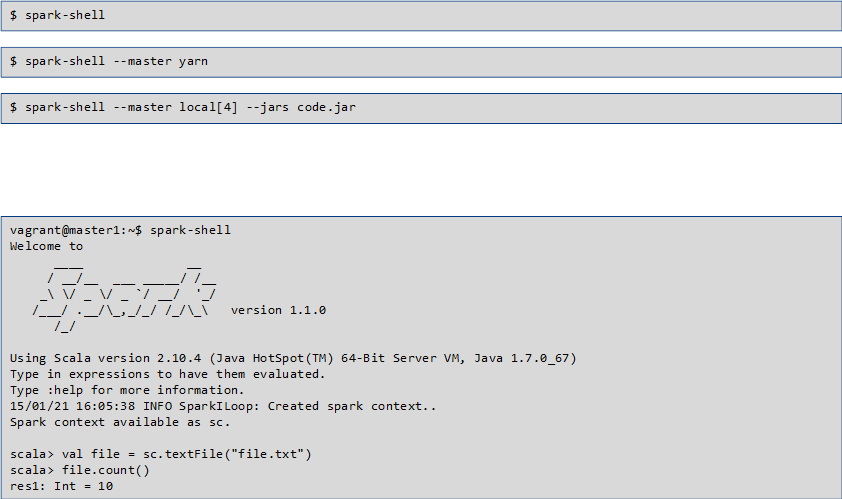 $ spark-shell
$ spark-shell --master yarn
$ spark-shell --master local[4] --jars code.jar
vagrant@master1:~$ spark-shell
Welcome to
      ____              __
     / __/__  ___ _____/ /__
    _\ \/ _ \/ _ `/ __/  '_/
   /___/ .__/\_,_/_/ /_/\_\   version 1.1.0
      /_/
Using Scala version 2.10.4 (Java HotSpot(TM) 64-Bit Server VM, Java 1.7.0_67)
Type in expressions to have them evaluated.
Type :help for more information.
15/01/21 16:05:38 INFO SparkILoop: Created spark context..
Spark context available as sc.
scala> val file = sc.textFile("file.txt")
scala> file.count()
res1: Int = 10